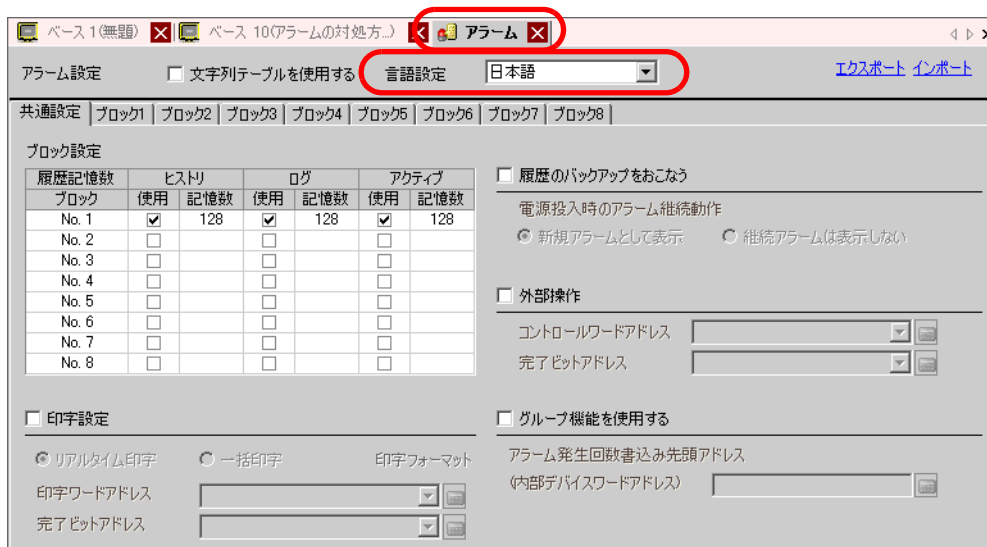 ベース 1(無題) ベース 10(アラームの対処方...) アラーム
アラーム設定 文字列テーブルを使用する 言語設定 日本語 エクスポート インポート
共通設定 ブロック1 ブロック2 ブロック3 ブロック4 ブロック5 ブロック6 ブロック7 ブロック8
ブロック設定
履歴記憶数 ヒストリ ログ アクティブ
ブロック 使用 記憶数 使用 記憶数 使用 記憶数
No. 1 128 128 128
No. 2
No. 3
No. 4
No. 5
No. 6
No. 7
No. 8
履歴のバックアップをおこなう
電源投入時のアラーム継続動作
新規アラームとして表示 継続アラームは表示しない
外部操作
コントロールワードアドレス
完了ビットアドレス
印字設定
リアルタイム印字 一括印字 印字フォーマット
印字ワードアドレス
完了ビットアドレス
グループ機能を使用する
アラーム発生回数書込み先頭アドレス
(内部デバイスワードアドレス)